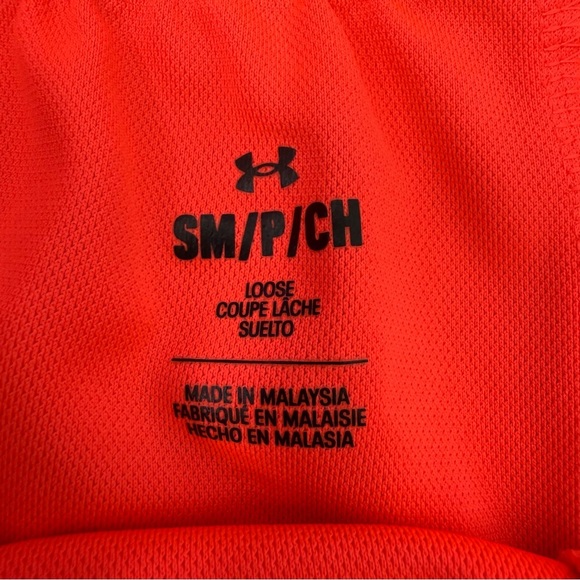 SM/P/CH
LOOSE
COUPE LÂCHE
SUELTO
MADE IN MALAYSIA
FABRIQUÉ EN MALAISIE
HECHO EN MALASIA